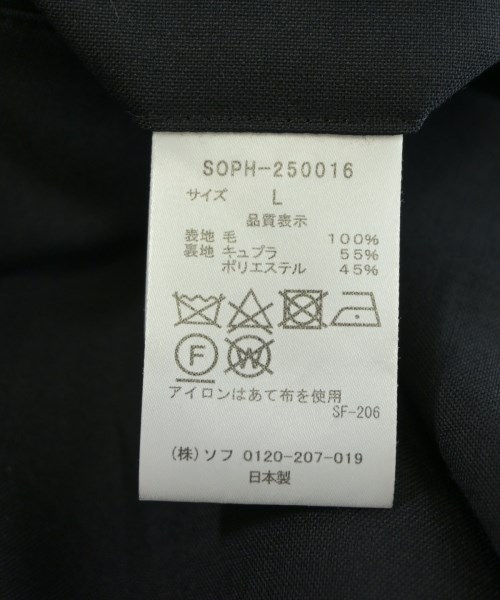 SOPH-250016
サイズ L
品質表示
表地 毛 100%
裏地 キュプラ 55%
ポリエステル 45%
F W
アイロンはあて布を使用
SF-206
(株)ソフ 0120-207-019
日本製